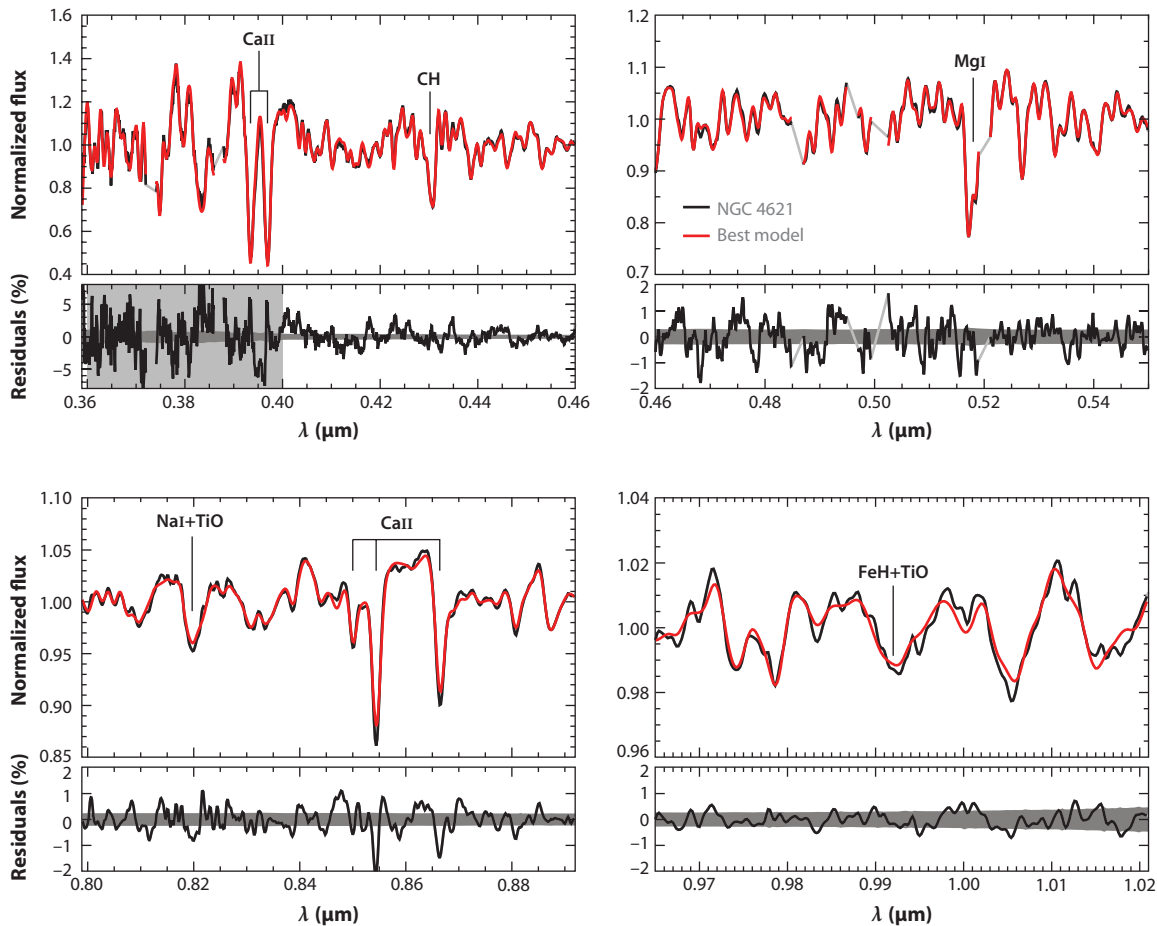 1.6
1.4
1.2
1.0
0.8
0.6
0.4
Normalized flux
CaII
CH
5
0
−5
Residuals (%)
0.36 0.38 0.40 0.42 0.44 0.46
λ (µm)
1.2
1.1
1.0
0.9
0.8
0.7
MgI
NGC 4621
Best model
2
1
0
−1
−2
0.46 0.48 0.50 0.52 0.54
λ (µm)
1.10
1.05
1.00
0.95
0.90
0.85
Normalized flux
NaI+TiO
CaII
2
1
0
−1
−2
Residuals (%)
0.80 0.82 0.84 0.86 0.88
λ (µm)
1.04
1.02
1.00
0.98
0.96
FeH+TiO
2
1
0
−1
−2
0.97 0.98 0.99 1.00 1.01 1.02
λ (µm)